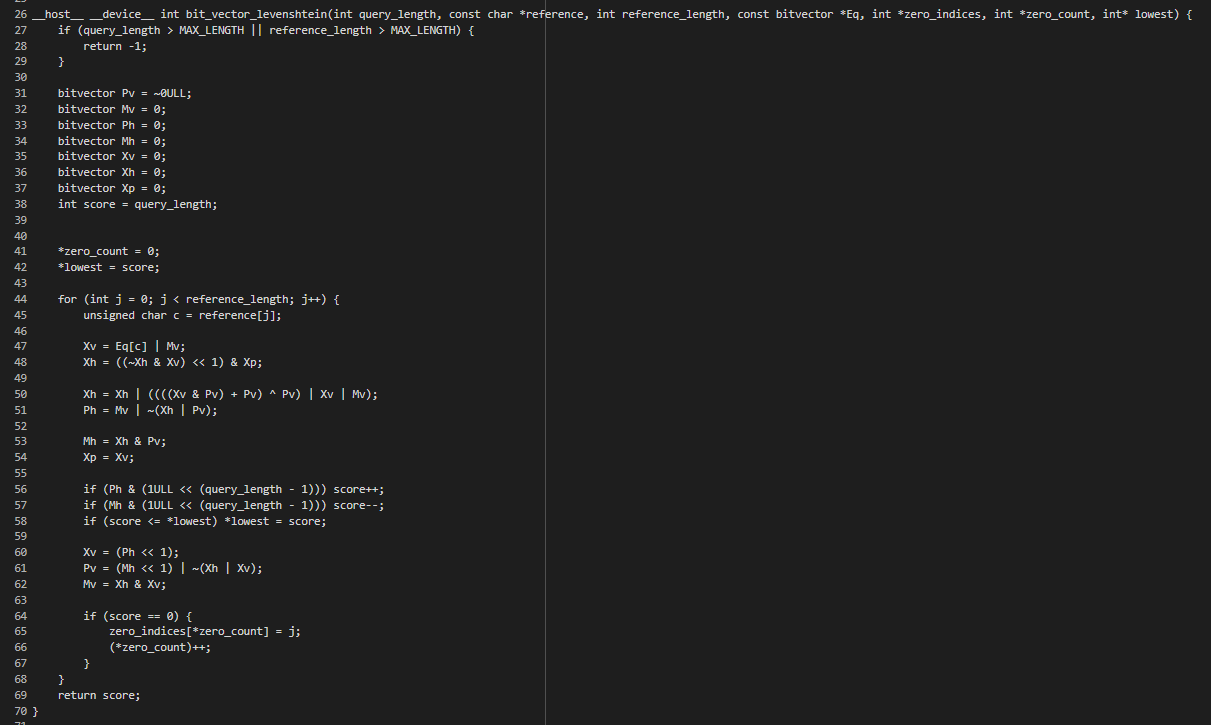 26 __host__ __device__ int bit_vector_levenshtein(int query_length, const char *reference, int reference_length, const bitvector *Eq, int *zero_indices, int *zero_count, int* lowest) {
27     if (query_length > MAX_LENGTH || reference_length > MAX_LENGTH) {
28         return -1;
29     }
30
31     bitvector Pv = ~0ULL;
32     bitvector Mv = 0;
33     bitvector Ph = 0;
34     bitvector Mh = 0;
35     bitvector Xv = 0;
36     bitvector Xh = 0;
37     bitvector Xp = 0;
38     int score = query_length;
39
40
41     *zero_count = 0;
42     *lowest = score;
43
44     for (int j = 0; j < reference_length; j++) {
45         unsigned char c = reference[j];
46
47         Xv = Eq[c] | Mv;
48         Xh = ((~Xh & Xv) << 1) & Xp;
49
50         Xh = Xh | ((((Xv & Pv) + Pv) ^ Pv) | Xv | Mv);
51         Ph = Mv | ~(Xh | Pv);
52
53         Mh = Xh & Pv;
54         Xp = Xv;
55
56         if (Ph & (1ULL << (query_length - 1))) score++;
57         if (Mh & (1ULL << (query_length - 1))) score--;
58         if (score <= *lowest) *lowest = score;
59
60         Xv = (Ph << 1);
61         Pv = (Mh << 1) | ~(Xh | Xv);
62         Mv = Xh & Xv;
63
64         if (score == 0) {
65             zero_indices[*zero_count] = j;
66             (*zero_count)++;
67         }
68     }
69     return score;
70 }